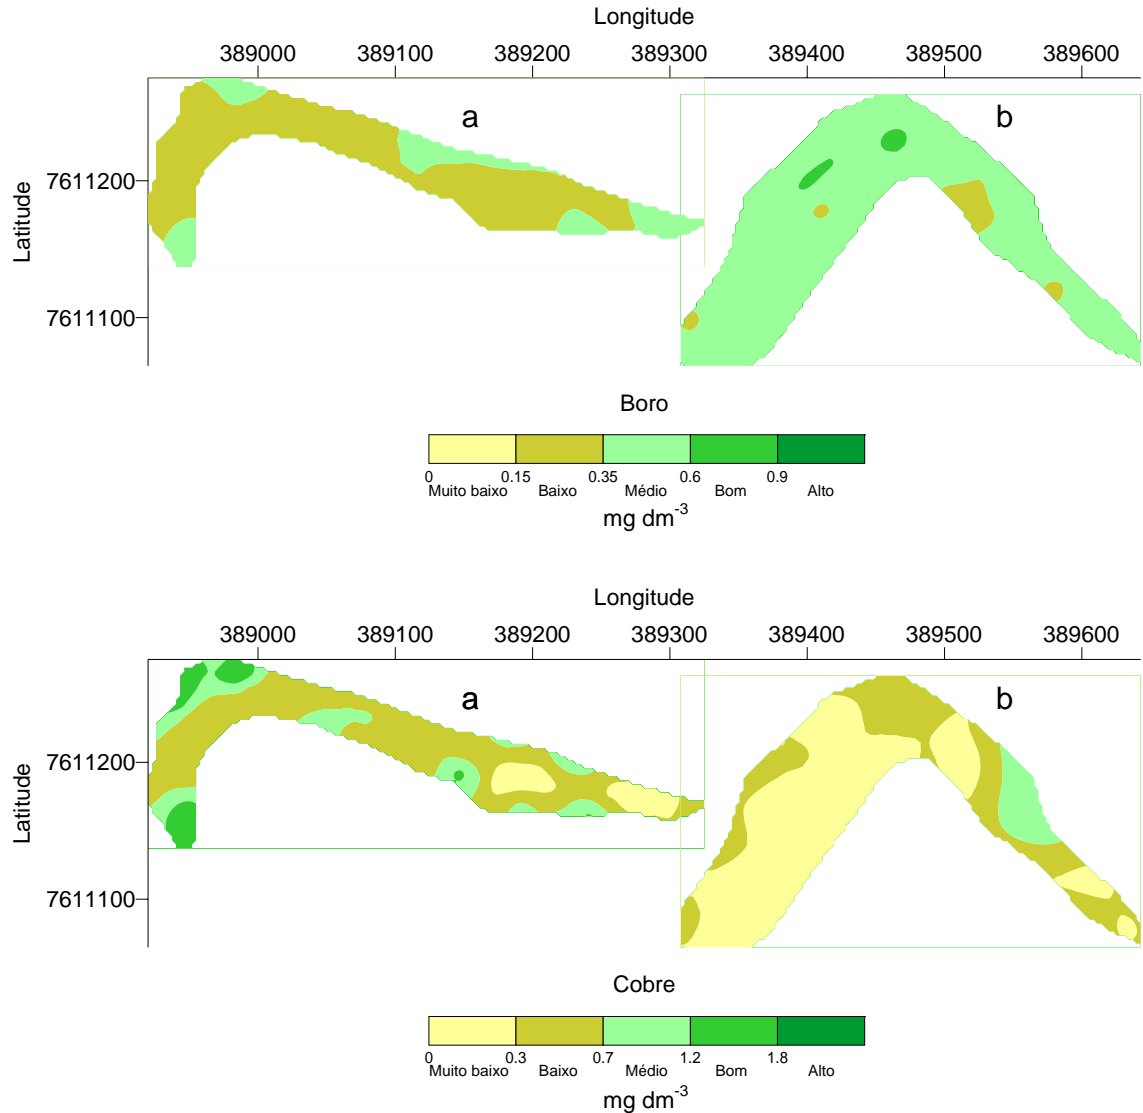 Longitude
389000 389100 389200 389300 389400 389500 389600
a b
Latitude
7611200
7611100
Boro
0 0.15 0.35 0.6 0.9
Muito baixo Baixo Médio Bom Alto
mg dm-3
Longitude
389000 389100 389200 389300 389400 389500 389600
a b
Latitude
7611200
7611100
Cobre
0 0.3 0.7 1.2 1.8
Muito baixo Baixo Médio Bom Alto
mg dm-3